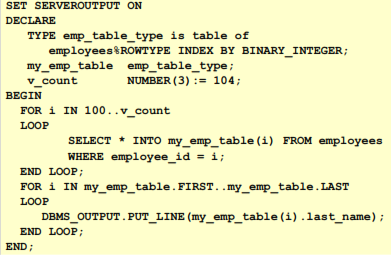 SET SERVEROUTPUT ON
DECLARE
TYPE emp_table_type is table of
employees%ROWTYPE INDEX BY BINARY_INTEGER;
my_emp_table emp_table_type;
v_count NUMBER(3):= 104;
BEGIN
FOR i IN 100..v_count
LOOP
SELECT * INTO my_emp_table(i) FROM employees
WHERE employee_id = i;
END LOOP;
FOR i IN my_emp_table.FIRST..my_emp_table.LAST
LOOP
DBMS_OUTPUT.PUT_LINE(my_emp_table(i).last_name);
END LOOP;
END;